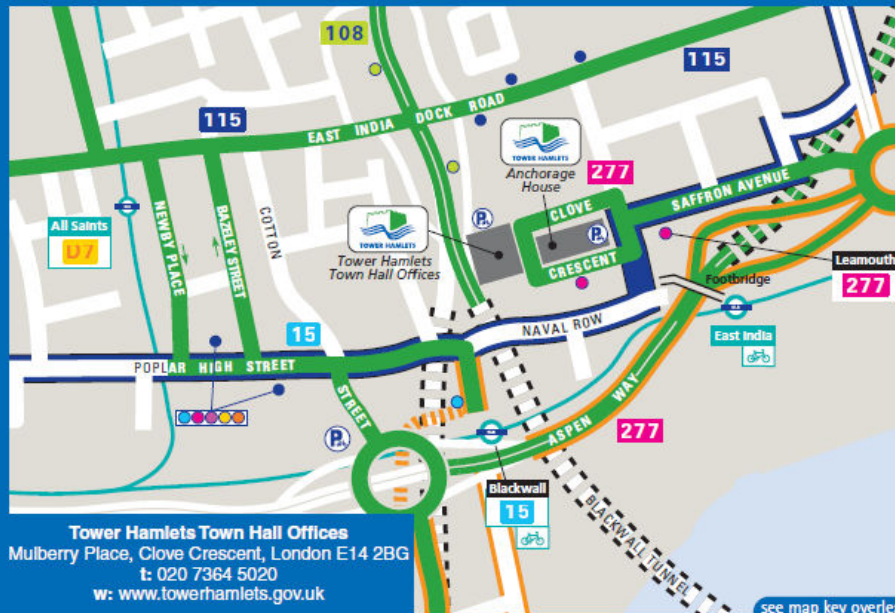 108
115
115
EAST INDIA DOCK ROAD
TOWER HAMLETS
Anchorage
House
277
CLOVE
CRESCENT
SAFFRON AVENUE
All Saints
D7
NEWBY PLACE
BAZELEY STREET
COTTON
STREET
TOWER HAMLETS
Tower Hamlets
Town Hall Offices
P
P
Leamouth
277
Footbridge
East India
NAVAL ROW
15
POPLAR HIGH STREET
P
ASPEN WAY
277
Blackwall
15
BLACKWALL TUNNEL
Tower Hamlets Town Hall Offices
Mulberry Place, Clove Crescent, London E14 2BG
t: 020 7364 5020
w: www.towerhamlets.gov.uk
see map key overle